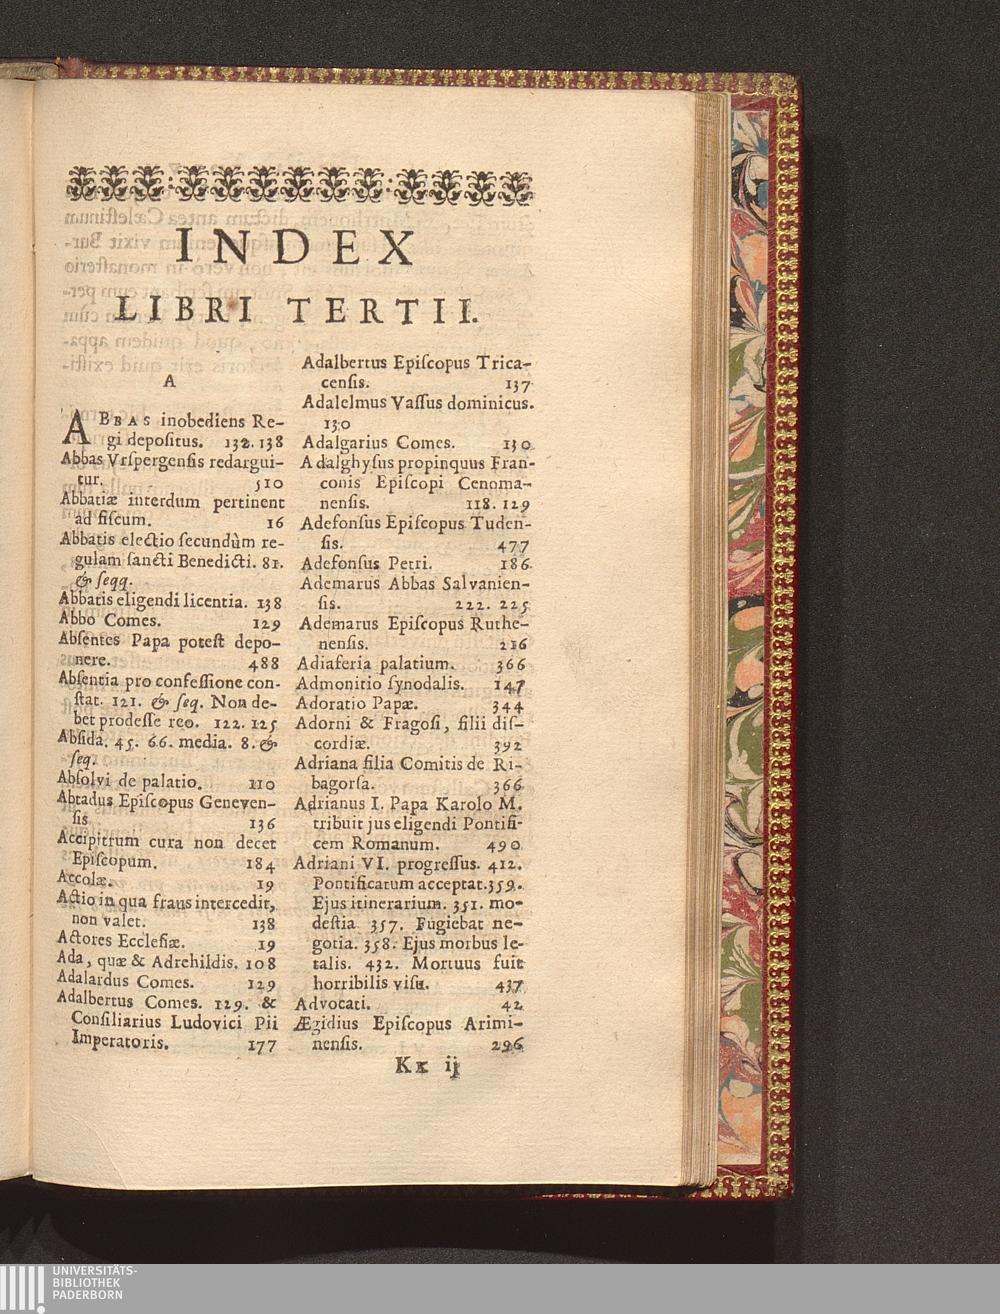 INDEX
LIBRI TERTII.
A
ABBAS inobediens Re-
gi depositus. 132. 138
Abbas Vrspergensis redargui-
tur. 510
Abbatiæ interdum pertinent
ad fiscum. 16
Abbatis electio secundùm re-
gulam sancti Benedicti. 81.
& seqq.
Abbatis eligendi licentia. 138
Abbo Comes. 129
Absentes Papa potest depo-
nere. 488
Absentia pro confessione con-
stat. 121. & seq. Non de-
bet prodesse reo. 122. 125
Absida. 45. 66. media. 8. &
seq.
Absolvi de palatio. 110
Abtadus Episcopus Geneven-
sis 136
Accipitrum cura non decet
Episcopum. 184
Accolæ. 19
Actio in qua fraus intercedit,
non valet. 138
Actores Ecclesiæ. 19
Ada, quæ & Adrehildis. 108
Adalardus Comes. 129
Adalbertus Comes. 129. &
Consiliarius Ludovici Pii
Imperatoris. 177
Adalbertus Episcopus Trica-
censis. 137
Adalelmus Vassus dominicus.
130
Adalgarius Comes. 130
Adalghysus propinquus Fran-
conis Episcopi Cenoma-
nensis. 118. 129
Adefonsus Episcopus Tuden-
sis. 477
Adefonsus Petri. 186
Ademarus Abbas Salvanien-
sis. 222. 225
Ademarus Episcopus Ruthe-
nensis. 216
Adiaferia palatium. 366
Admonitio synodalis. 147
Adoratio Papæ. 344
Adorni & Fragosi, filii dis-
cordiæ. 392
Adriana filia Comitis de Ri-
bagorsa. 366
Adrianus I. Papa Karolo M.
tribuit jus eligendi Pontifi-
cem Romanum. 490
Adriani VI. progressus. 412.
Pontificatum acceptat. 359.
Ejus itinerarium. 351. mo-
destia 357. Fugiebat ne-
gotia. 358. Ejus morbus le-
talis. 432. Mortuus fuit
horribilis visu. 437
Advocati. 42
Ægidius Episcopus Arimi-
nensis. 296
Kk ij
UNIVERSITÄTS-
BIBLIOTHEK
PADERBORN